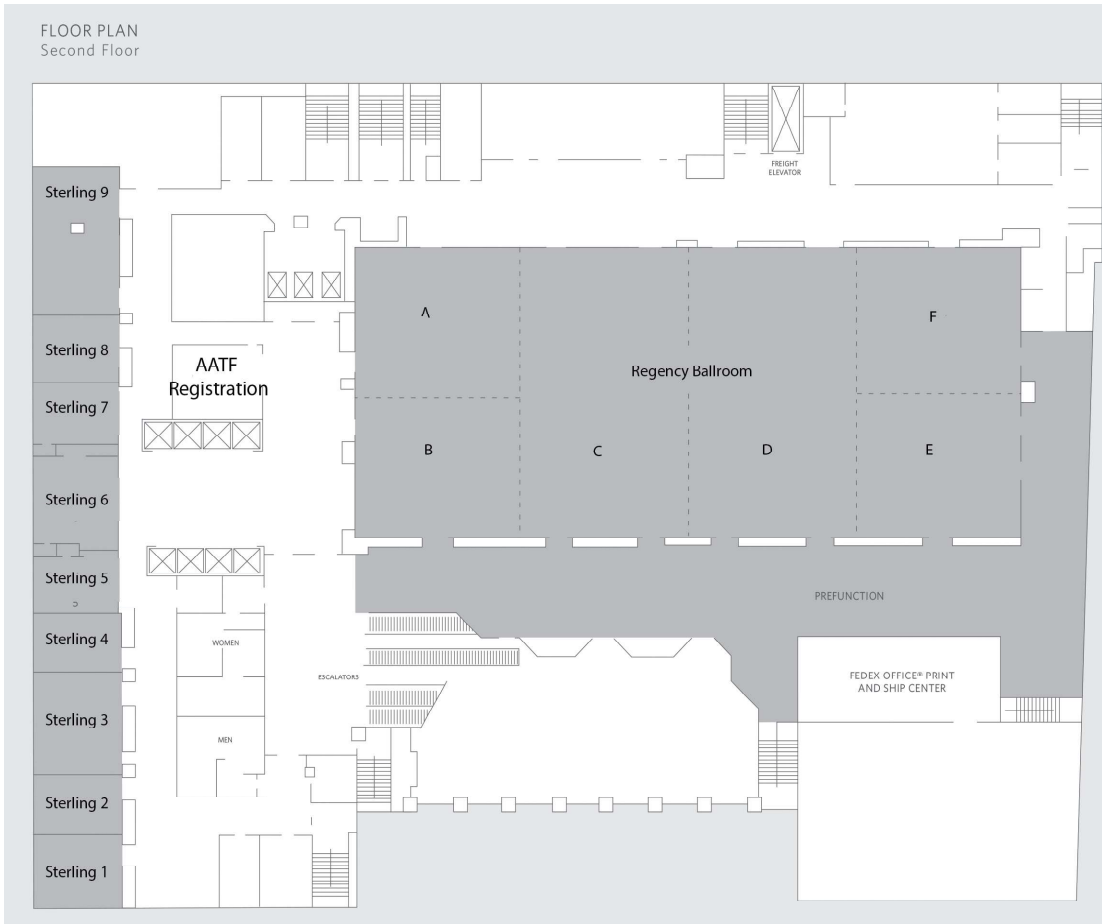 FLOOR PLAN
Second Floor
FREIGHT
ELEVATOR
Sterling 9
Sterling 8
Sterling 7
Sterling 6
Sterling 5
Sterling 4
Sterling 3
Sterling 2
Sterling 1
AATF
Registration
A
F
Regency Ballroom
B
C
D
E
PREFUNCTION
WOMEN
ESCALATORS
MEN
FEDEX OFFICE® PRINT
AND SHIP CENTER